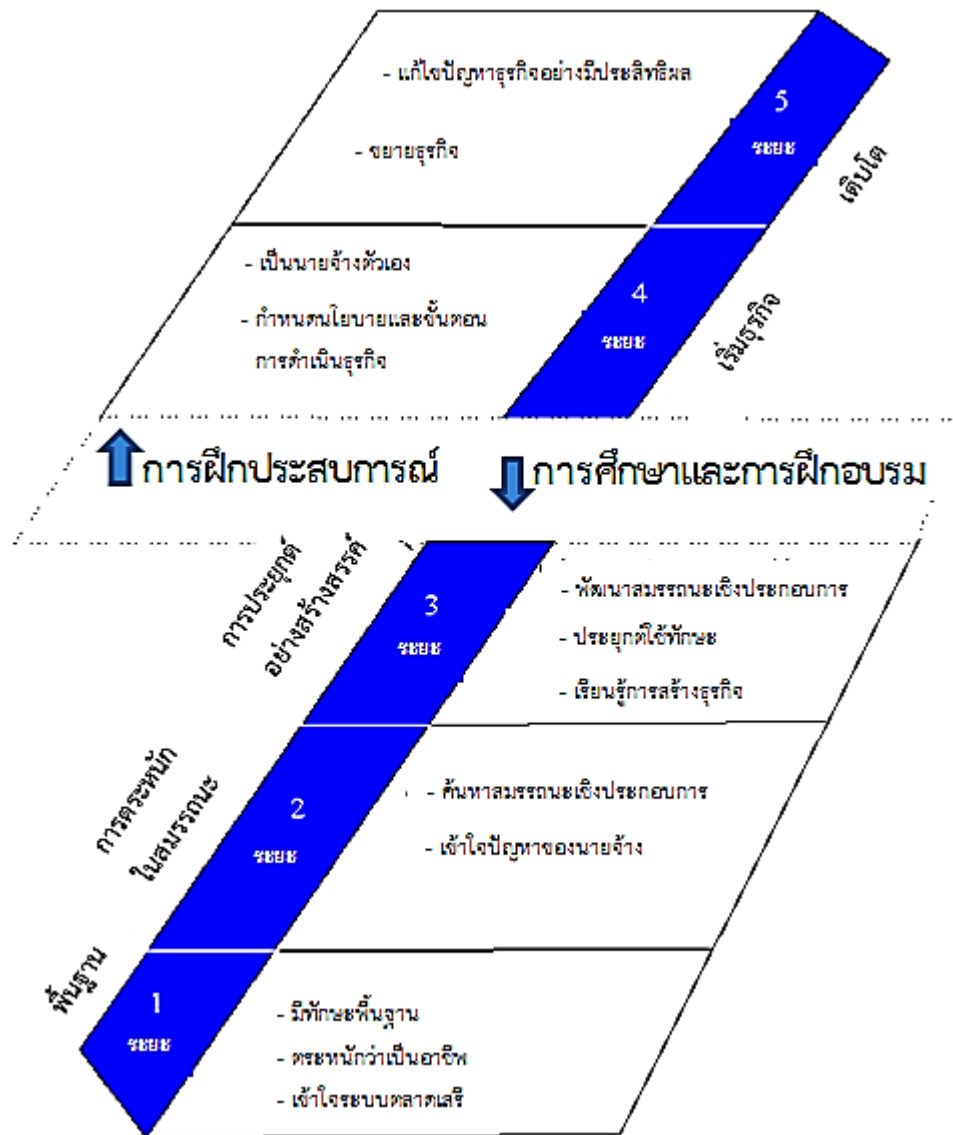 - แก้ไขปัญหาธุรกิจอย่างมีประสิทธิผล
- ขยายธุรกิจ
5
ระยะ
เติบโต
- เป็นนายจ้างตัวเอง
- กำหนดนโยบายและขั้นตอน
การดำเนินธุรกิจ
4
ระยะ
เริ่มธุรกิจ
การฝึกประสบการณ์
การศึกษาและการฝึกอบรม
การประยุกต์
อย่างสร้างสรรค์
3
ระยะ
- พัฒนาสมรรถนะเชิงประกอบการ
- ประยุกต์ใช้ทักษะ
- เรียนรู้การสร้างธุรกิจ
การตระหนัก
ในสมรรถนะ
2
ระยะ
- ค้นหาสมรรถนะเชิงประกอบการ
- เข้าใจปัญหาของนายจ้าง
พื้นฐาน
1
ระยะ
- มีทักษะพื้นฐาน
- ตระหนักว่าเป็นอาชีพ
- เข้าใจระบบตลาดเสรี